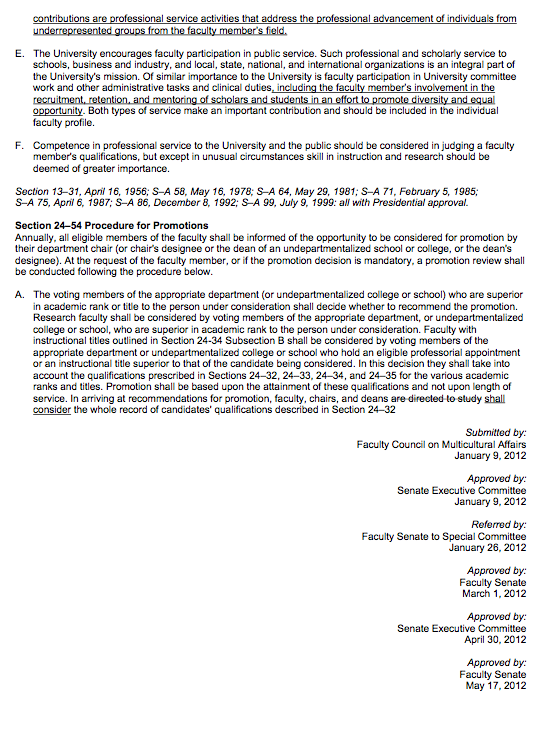 contributions are professional service activities that address the professional advancement of individuals from
underrepresented groups from the faculty member's field.
E. The University encourages faculty participation in public service. Such professional and scholarly service to
schools, business and industry, and local, state, national, and international organizations is an integral part of
the University's mission. Of similar importance to the University is faculty participation in University committee
work and other administrative tasks and clinical duties, including the faculty member's involvement in the
recruitment, retention, and mentoring of scholars and students in an effort to promote diversity and equal
opportunity. Both types of service make an important contribution and should be included in the individual
faculty profile.
F. Competence in professional service to the University and the public should be considered in judging a faculty
member's qualifications, but except in unusual circumstances skill in instruction and research should be
deemed of greater importance.
Section 13–31, April 16, 1956; S–A 58, May 16, 1978; S–A 64, May 29, 1981; S–A 71, February 5, 1985;
S–A 75, April 6, 1987; S–A 86, December 8, 1992; S–A 99, July 9, 1999: all with Presidential approval.
Section 24–54 Procedure for Promotions
Annually, all eligible members of the faculty shall be informed of the opportunity to be considered for promotion by
their department chair (or chair's designee or the dean of an undepartmentalized school or college, or the dean's
designee). At the request of the faculty member, or if the promotion decision is mandatory, a promotion review shall
be conducted following the procedure below.
A. The voting members of the appropriate department (or undepartmentalized college or school) who are superior
in academic rank or title to the person under consideration shall decide whether to recommend the promotion.
Research faculty shall be considered by voting members of the appropriate department, or undepartmentalized
college or school, who are superior in academic rank to the person under consideration. Faculty with
instructional titles outlined in Section 24-34 Subsection B shall be considered by voting members of the
appropriate department or undepartmentalized college or school who hold an eligible professorial appointment
or an instructional title superior to that of the candidate being considered. In this decision they shall take into
account the qualifications prescribed in Sections 24–32, 24–33, 24–34, and 24–35 for the various academic
ranks and titles. Promotion shall be based upon the attainment of these qualifications and not upon length of
service. In arriving at recommendations for promotion, faculty, chairs, and deans are directed to study shall
consider the whole record of candidates' qualifications described in Section 24–32
Submitted by:
Faculty Council on Multicultural Affairs
January 9, 2012
Approved by:
Senate Executive Committee
January 9, 2012
Referred by:
Faculty Senate to Special Committee
January 26, 2012
Approved by:
Faculty Senate
March 1, 2012
Approved by:
Senate Executive Committee
April 30, 2012
Approved by:
Faculty Senate
May 17, 2012